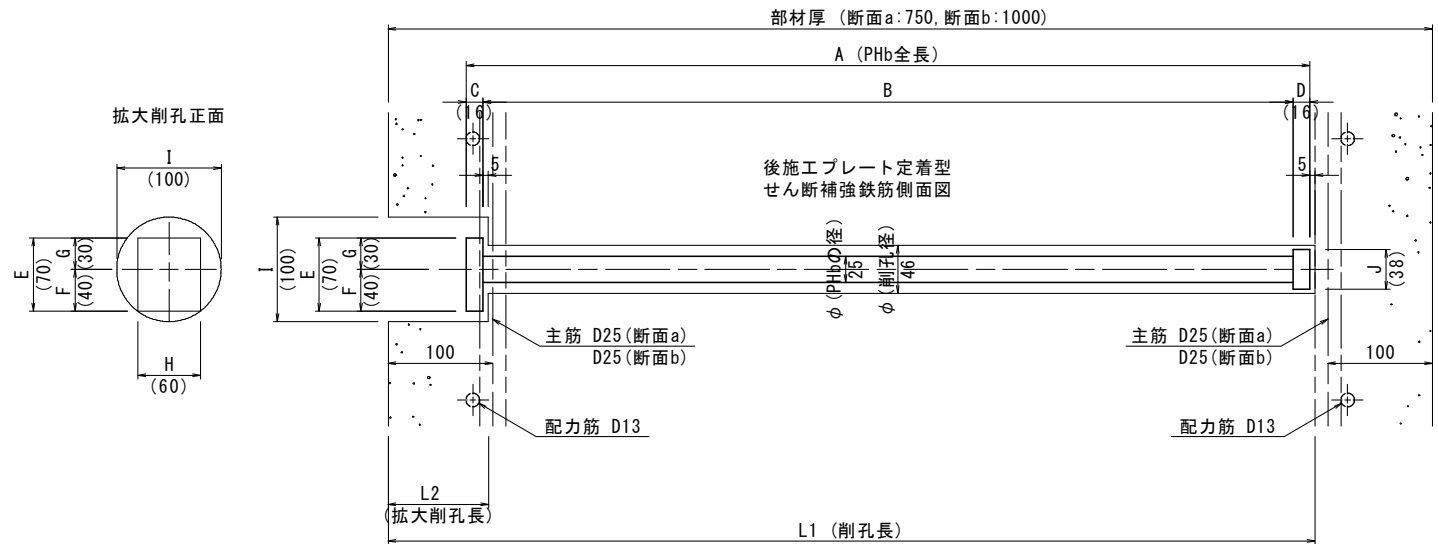 部材厚 (断面a:750,断面b:1000)
A (PHb全長)
C
(16)
B
D
(16)
拡大削孔正面
I
(100)
5
後施工プレート定着型
せん断補強鉄筋側面図
5
E
(70)
F
(40)
G
(30)
I
(100)
E
(70)
F
(40)
G
(30)
φ (PHbの径)
25
φ (削孔径)
46
J
(38)
H
(60)
100
主筋 D25(断面a)
D25(断面b)
主筋 D25(断面a)
D25(断面b)
100
配力筋 D13
配力筋 D13
L2
(拡大削孔長)
L1 (削孔長)